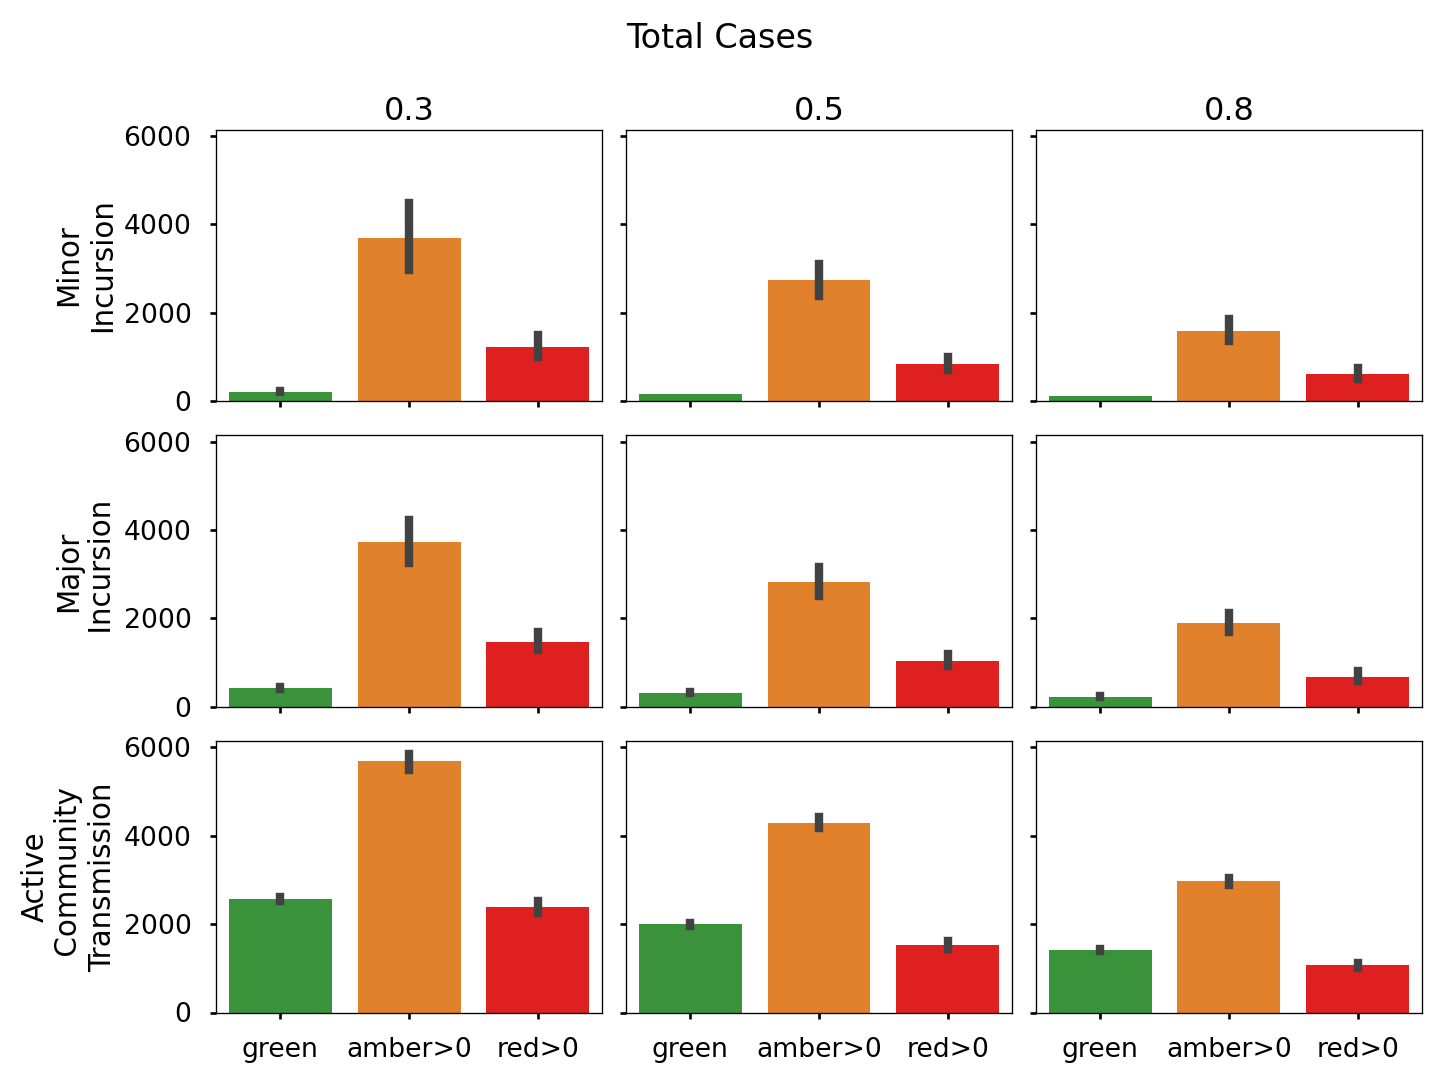 Total Cases
0.3
0.5
0.8
Minor
Incursion
6000
4000
2000
0
Major
Incursion
6000
4000
2000
0
Active
Community
Transmission
6000
4000
2000
0
green amber>0 red>0
green amber>0 red>0
green amber>0 red>0